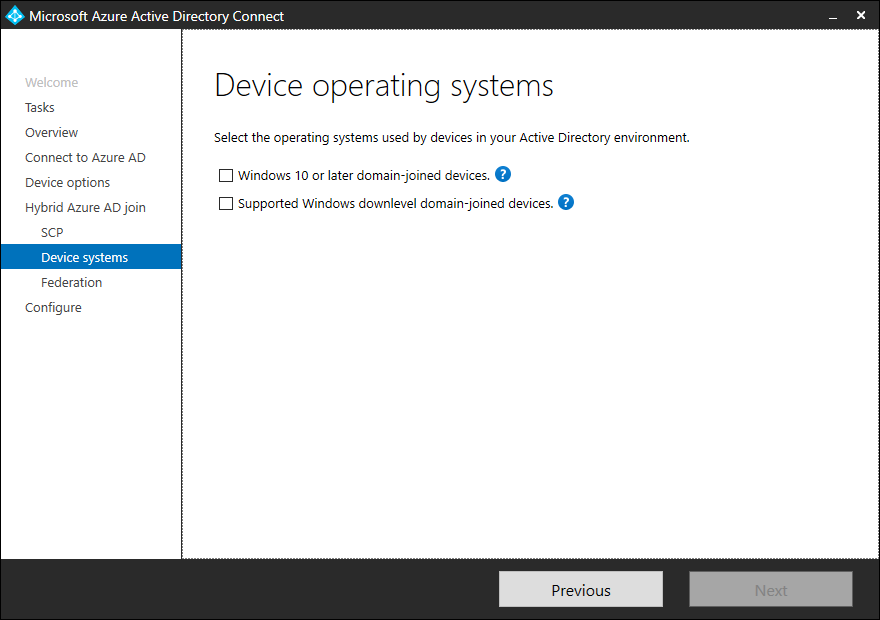 Microsoft Azure Active Directory Connect
Welcome
Tasks
Overview
Connect to Azure AD
Device options
Hybrid Azure AD join
SCP
Device systems
Federation
Configure
Device operating systems
Select the operating systems used by devices in your Active Directory environment.
Windows 10 or later domain-joined devices. ?
Supported Windows downlevel domain-joined devices. ?
Previous
Next